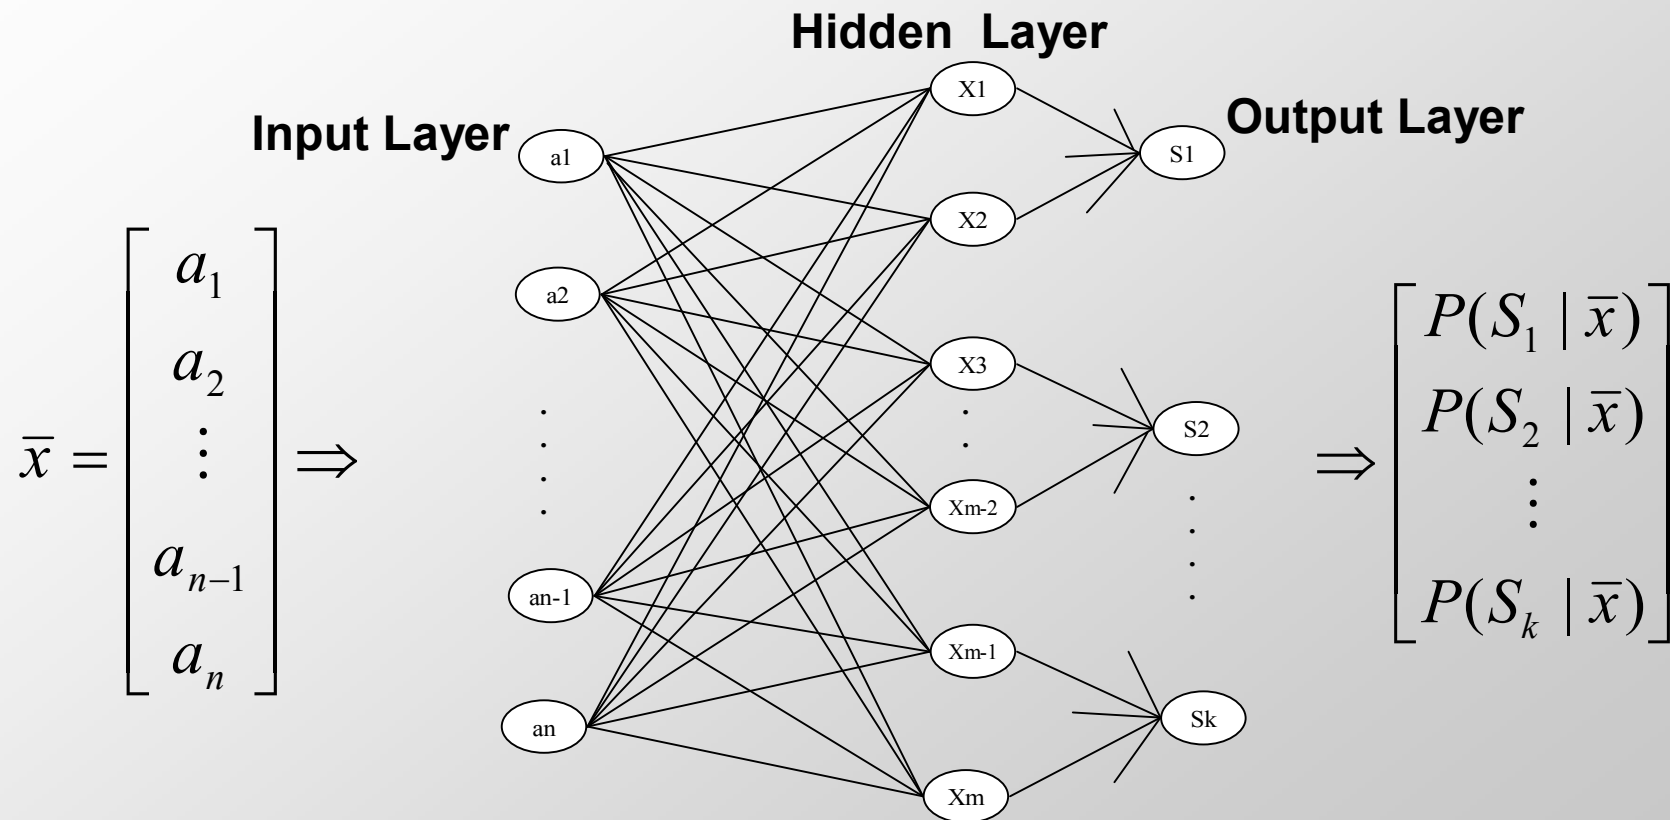 Hidden Layer
Input Layer
Output Layer
x̅ = [a₁ a₂ ⋮ aₙ₋₁ aₙ] ⇒
a1
a2
.
.
.
.
an-1
an
X1
X2
X3
.
.
Xm-2
Xm-1
Xm
S1
S2
.
.
.
.
Sk
⇒ [P(S₁ | x̅)
P(S₂ | x̅)
⋮
P(Sₖ | x̅)]